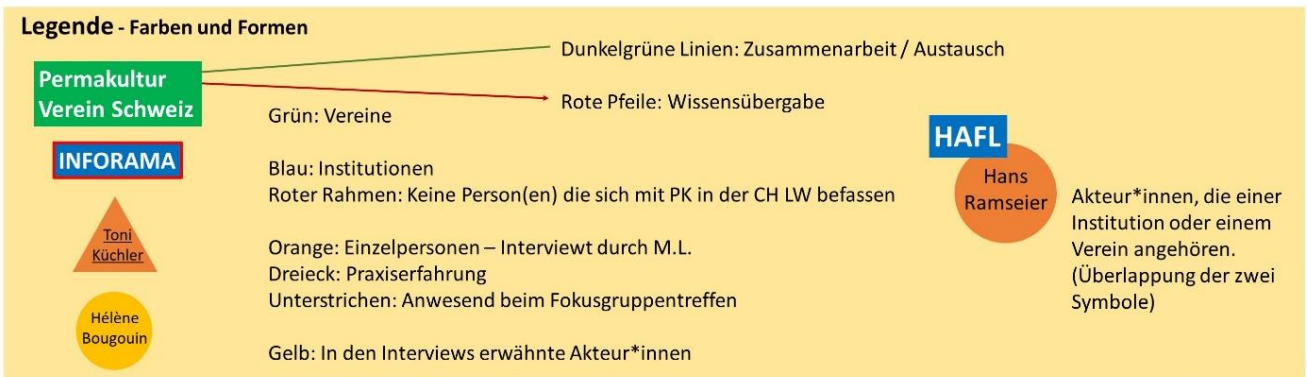 Legende - Farben und Formen
Permakultur
Verein Schweiz
Dunkelgrüne Linien: Zusammenarbeit / Austausch
Rote Pfeile: Wissensübergabe
Grün: Vereine
INFORAMA
Blau: Institutionen
Roter Rahmen: Keine Person(en) die sich mit PK in der CH LW befassen
Toni
Küchler
Orange: Einzelpersonen – Interviewt durch M.L.
Dreieck: Praxiserfahrung
Unterstrichen: Anwesend beim Fokusgruppentreffen
Hélène
Bougouin
Gelb: In den Interviews erwähnte Akteur*innen
HAFL
Hans
Ramseier
Akteur*innen, die einer
Institution oder einem
Verein angehören.
(Überlappung der zwei
Symbole)